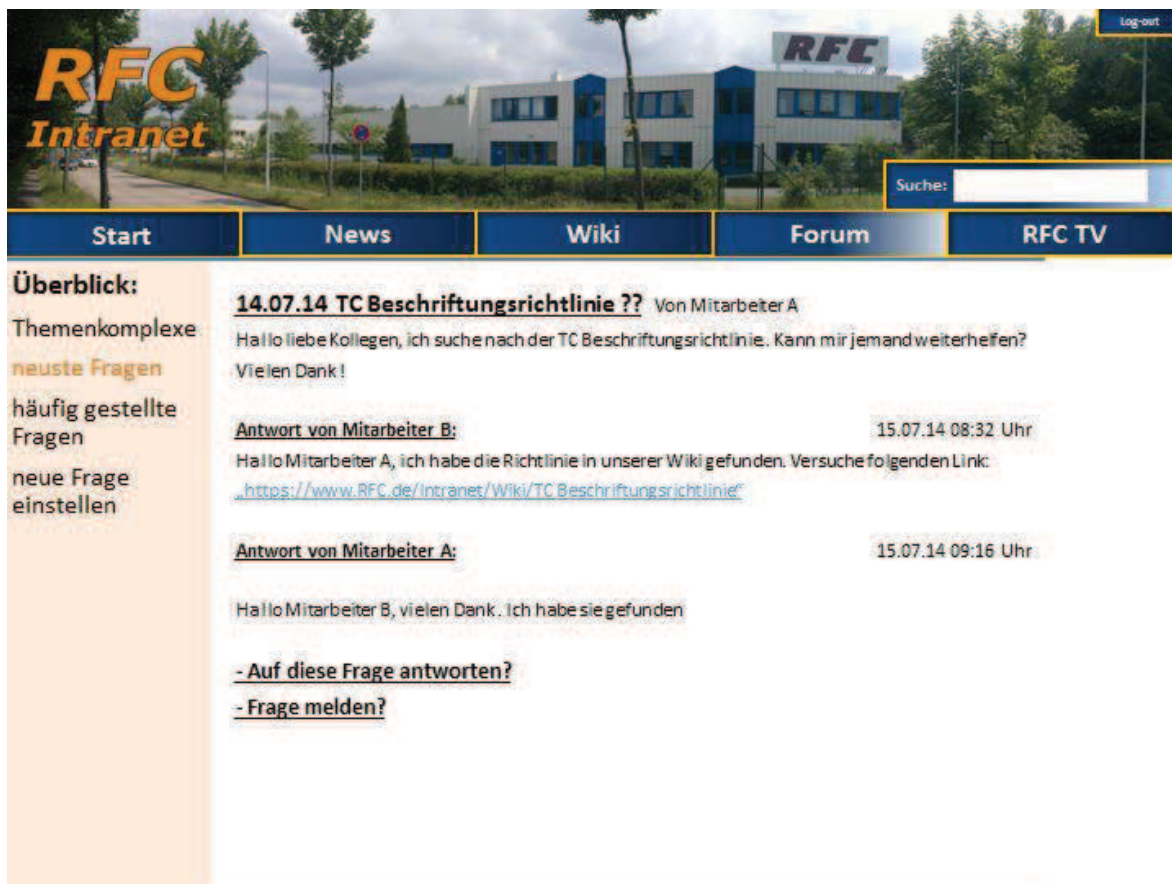 Log-out
RFC
Intranet
RFC
Suche:
Start
News
Wiki
Forum
RFC TV
Überblick:
Themenkomplexe
neuste Fragen
häufig gestellte
Fragen
neue Frage
einstellen
14.07.14 TC Beschriftungsrichtlinie ?? Von Mitarbeiter A
Hallo liebe Kollegen, ich suche nach der TC Beschriftungsrichtlinie.. Kann mir jemand weiterhelfen?
Vielen Dank!
Antwort von Mitarbeiter B: 15.07.14 08:32 Uhr
Hallo Mitarbeiter A, ich habe die Richtlinie in unserer Wiki gefunden. Versuche folgenden Link:
„https://www.RFC.de/Intranet/Wiki/TC Beschriftungsrichtlinie“
Antwort von Mitarbeiter A: 15.07.14 09:16 Uhr
Hallo Mitarbeiter B, vielen Dank. Ich habe sie gefunden
- Auf diese Frage antworten?
- Frage melden?